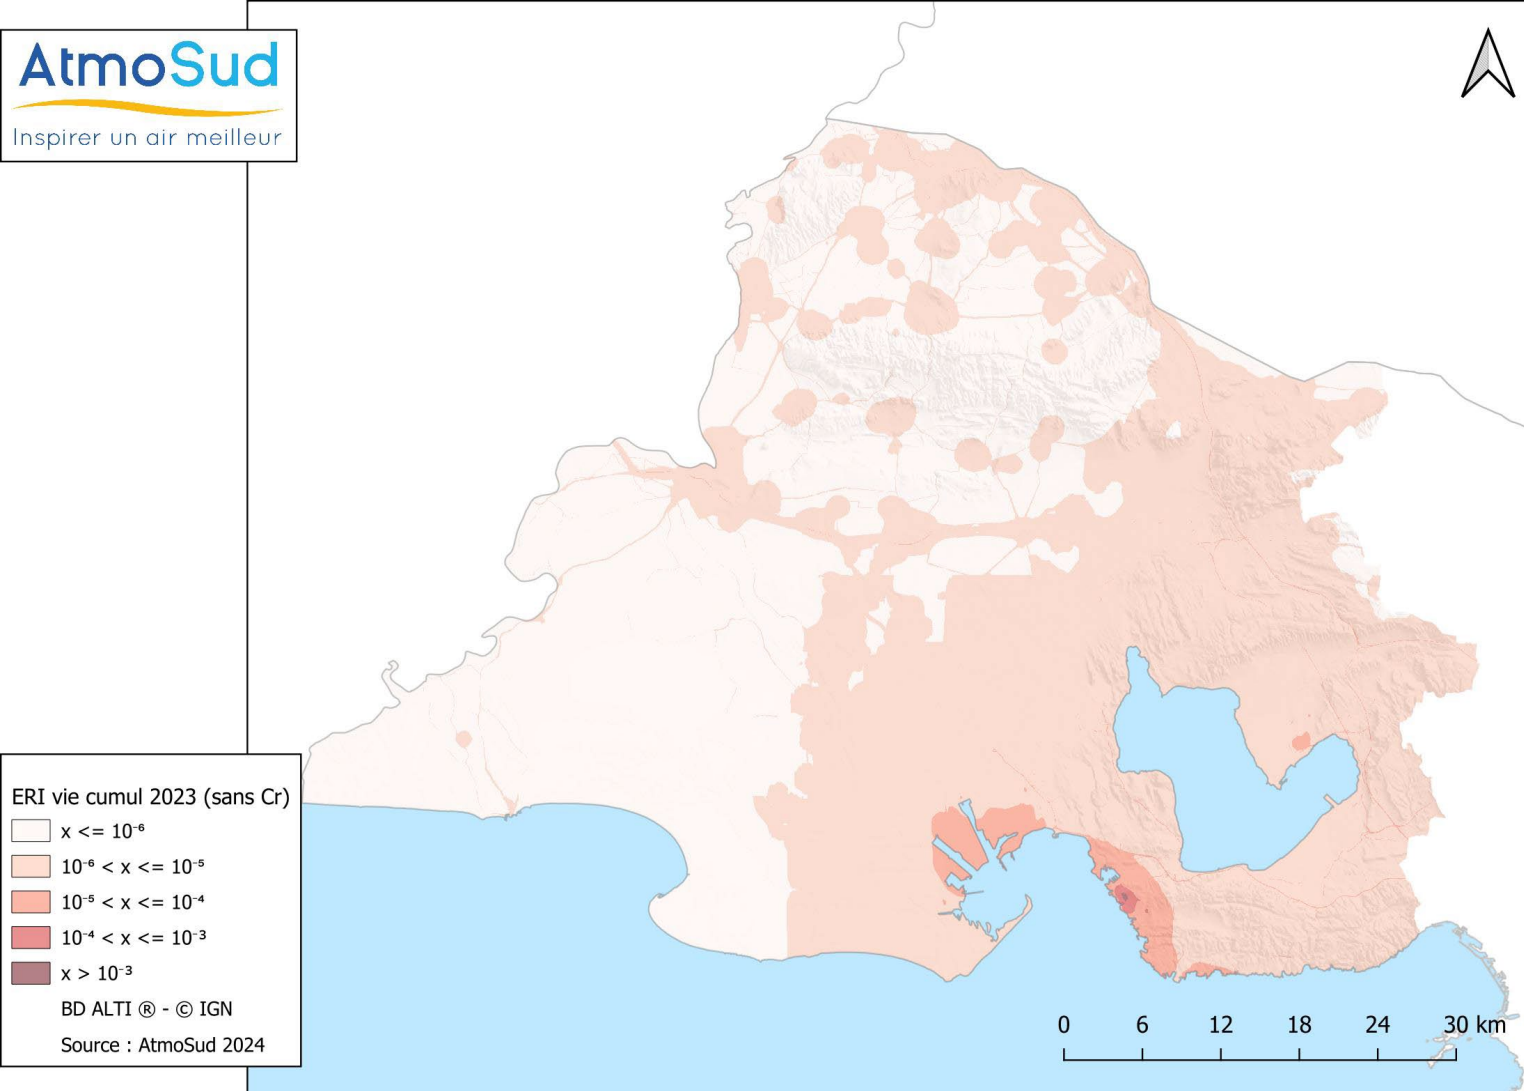 AtmoSud
Inspirer un air meilleur
ERI vie cumul 2023 (sans Cr)
x <= 10⁻⁶
10⁻⁶ < x <= 10⁻⁵
10⁻⁵ < x <= 10⁻⁴
10⁻⁴ < x <= 10⁻³
x > 10⁻³
BD ALTI ® - © IGN
Source : AtmoSud 2024
0 6 12 18 24 30 km